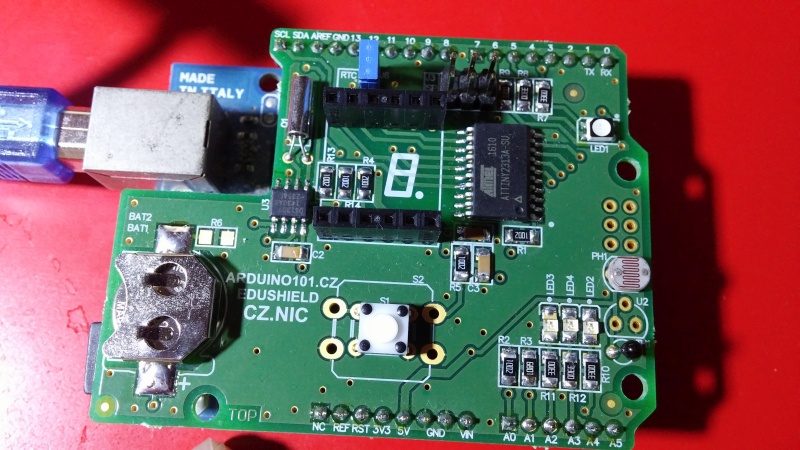 SCL SDA AREF GND 13 12 11 10 9 8 7 6 5 3 2 1 0
TX RX
MADE
IN ITALY
RTC
R7
LED1
R13
R4
R14
ATMEL 1610
ATTINY2313A-SU
U3
C2
R1
R5
C3
BAT2
BAT1
R6
PH1
ARDUINO101.CZ
EDUSHIELD
CZ.NIC
S2
S1
LED3
LED4
LED2
U2
R2
R3
R10
R11
R12
1002
TOP
NC REF RST 3V3 5V GND VIN A0 A1 A2 A3 A4 A5